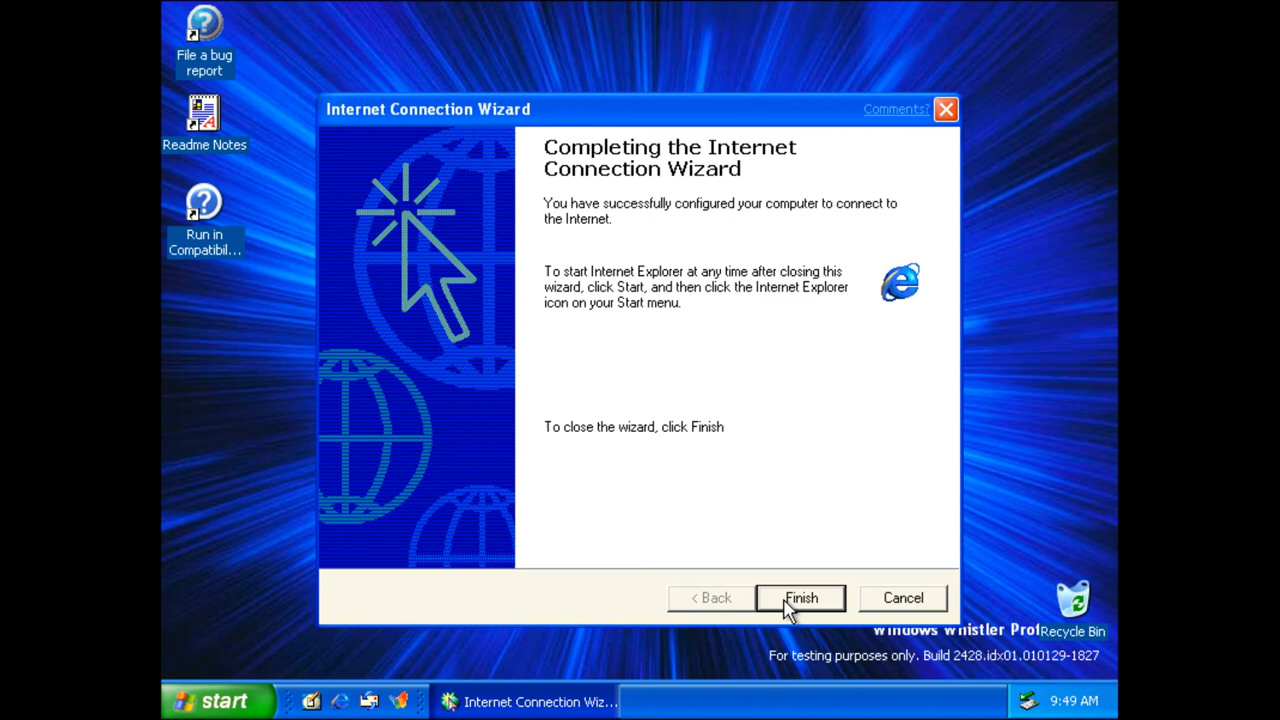 File a bug
report
Readme Notes
Run in
Compatibil...
Internet Connection Wizard
Comments?
Completing the Internet
Connection Wizard
You have successfully configured your computer to connect to
the Internet.
To start Internet Explorer at any time after closing this
wizard, click Start, and then click the Internet Explorer
icon on your Start menu.
To close the wizard, click Finish
< Back
Finish
Cancel
Windows Whistler Prof
Recycle Bin
For testing purposes only. Build 2428.idx01.010129-1827
start
Internet Connection Wiz...
9:49 AM